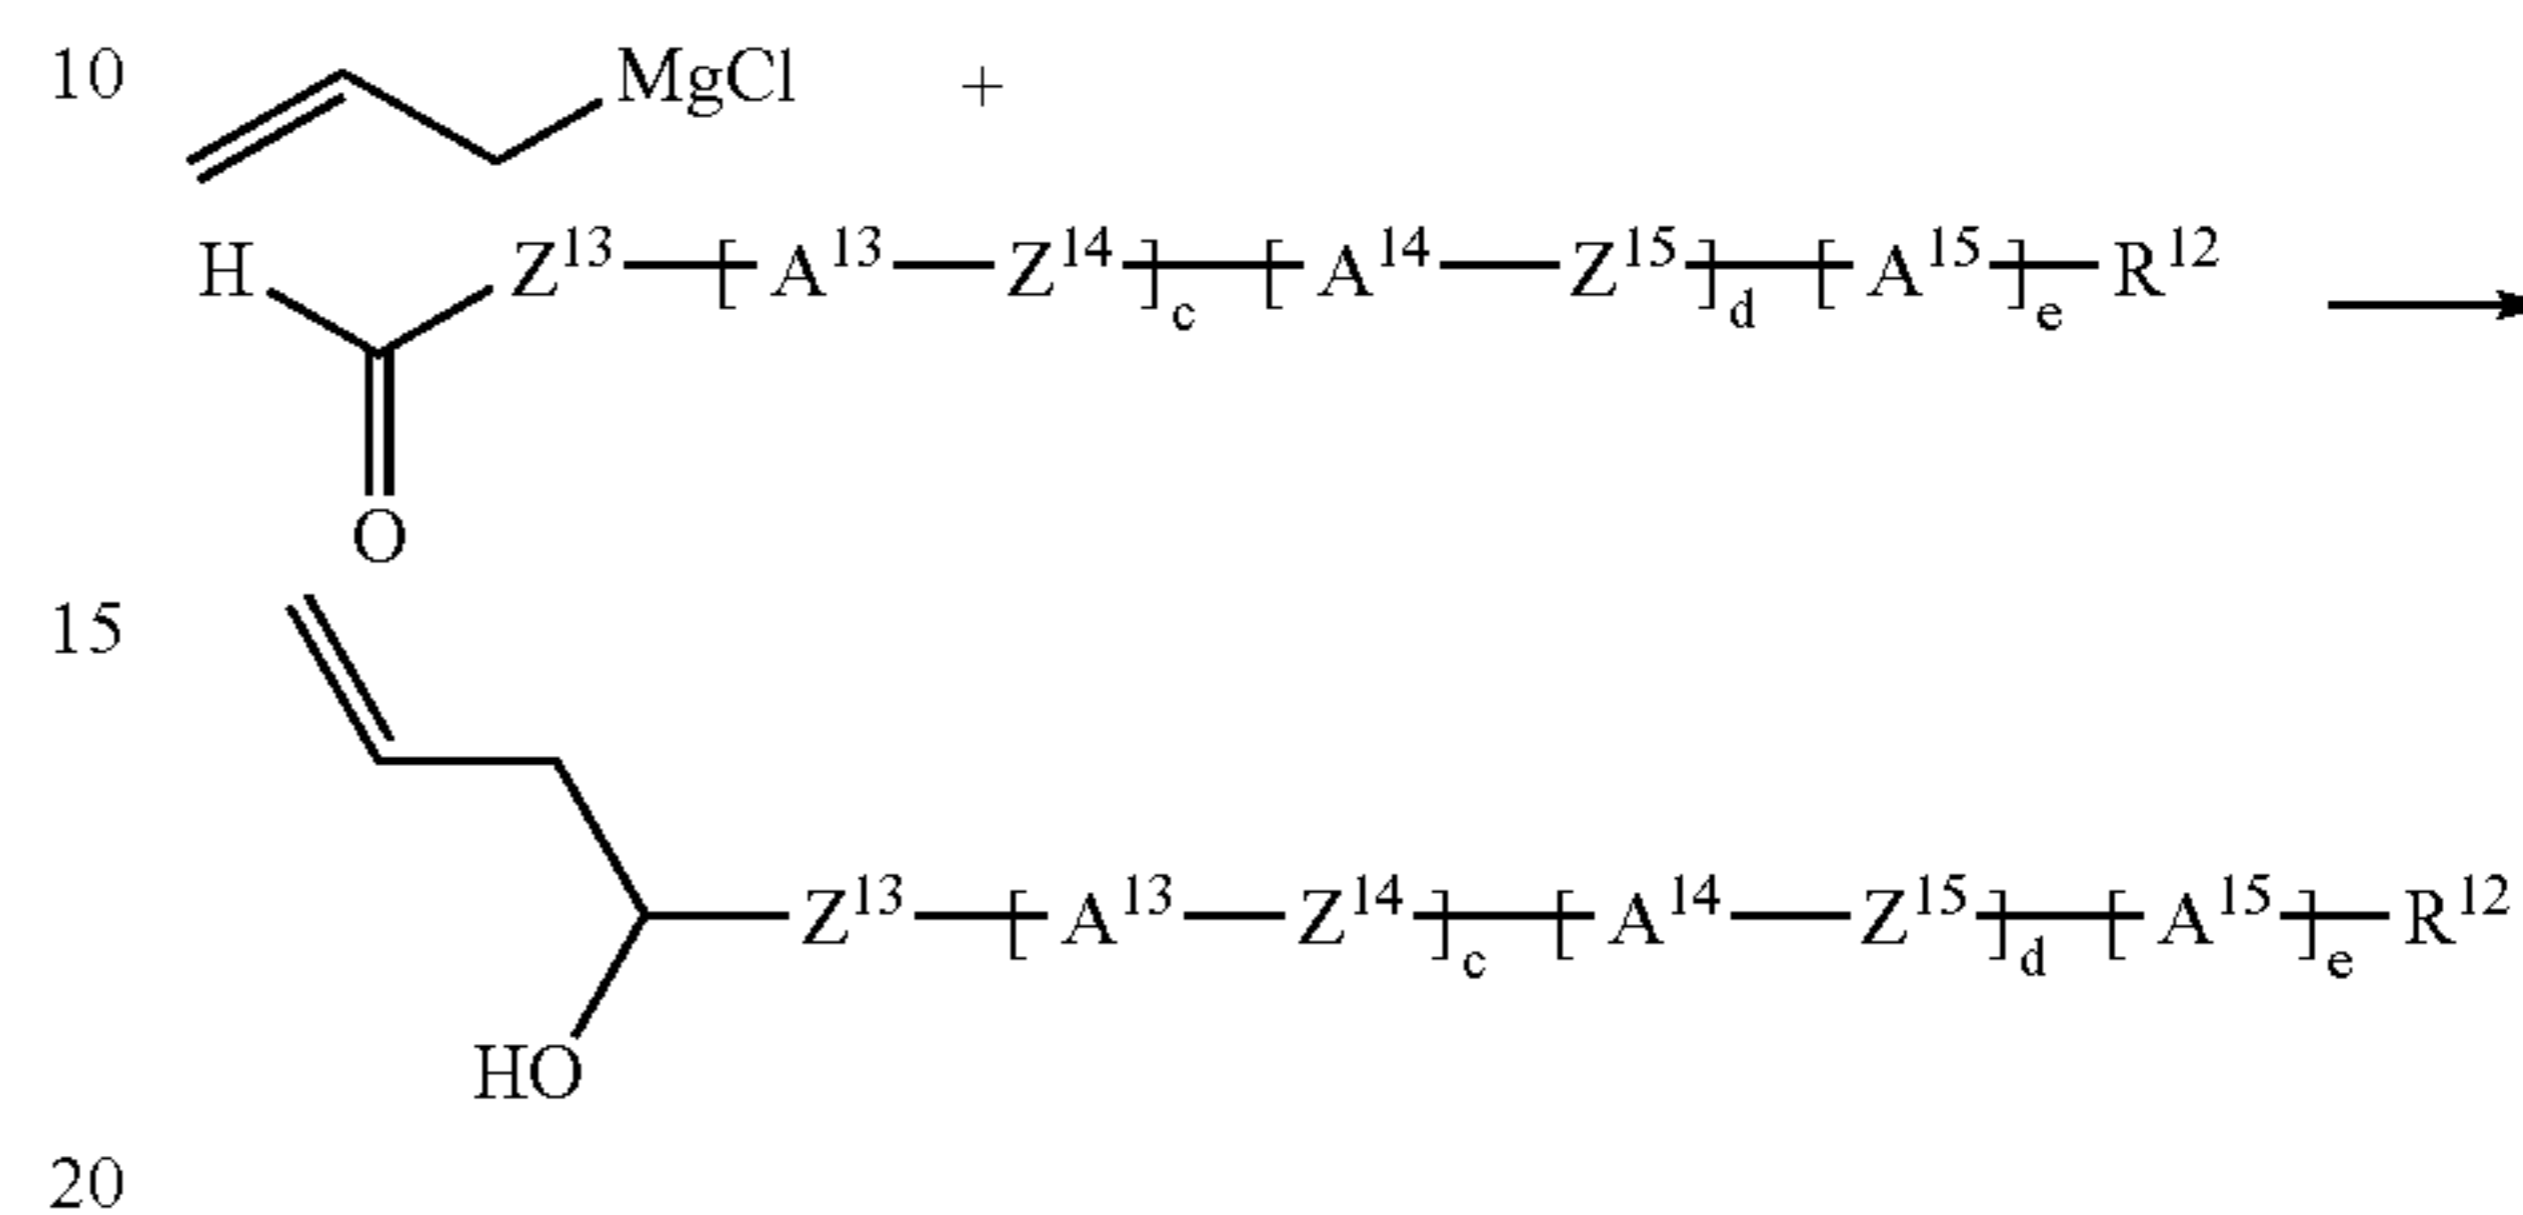 10 MgCl +
H Z13 [ A13 Z14 ]c [ A14 Z15 ]d [ A15 ]e R12
O
15
Z13 [ A13 Z14 ]c [ A14 Z15 ]d [ A15 ]e R12
HO
20